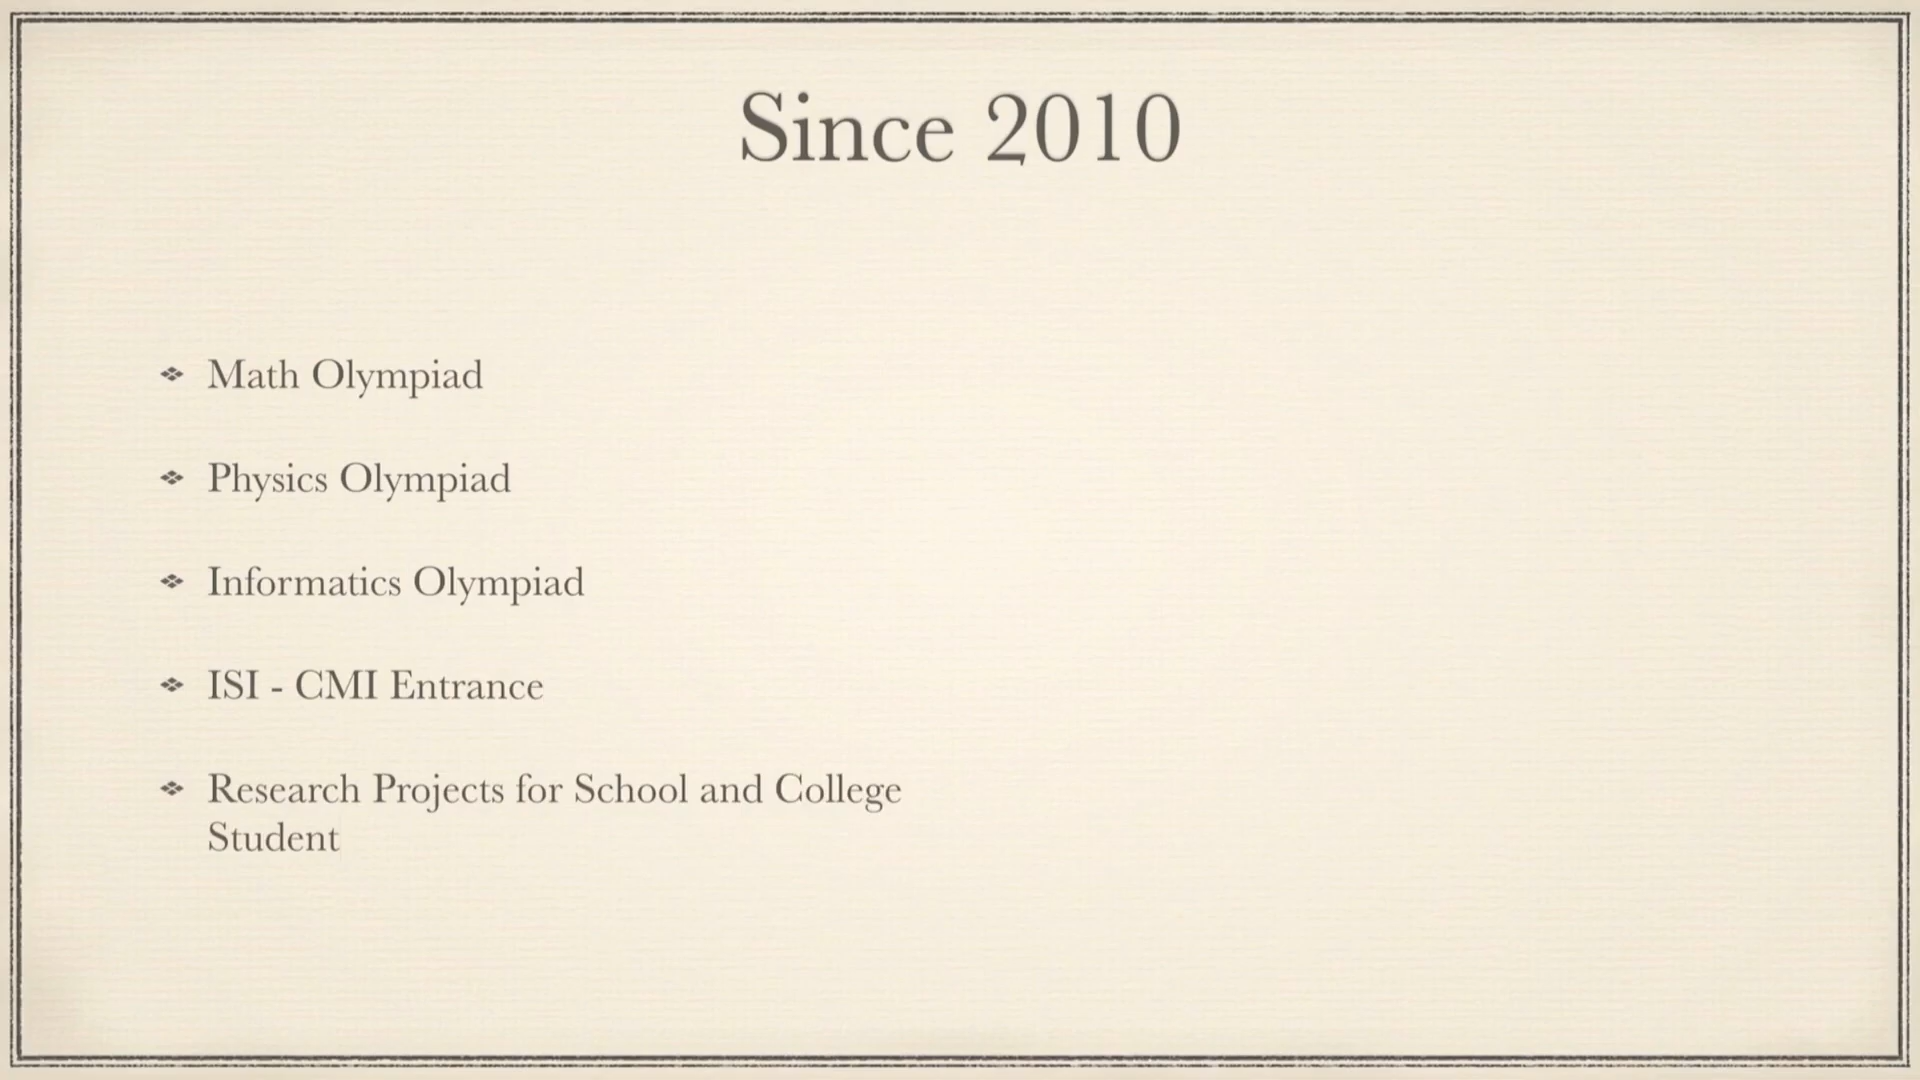 Since 2010
Math Olympiad
Physics Olympiad
Informatics Olympiad
ISI - CMI Entrance
Research Projects for School and College
Student